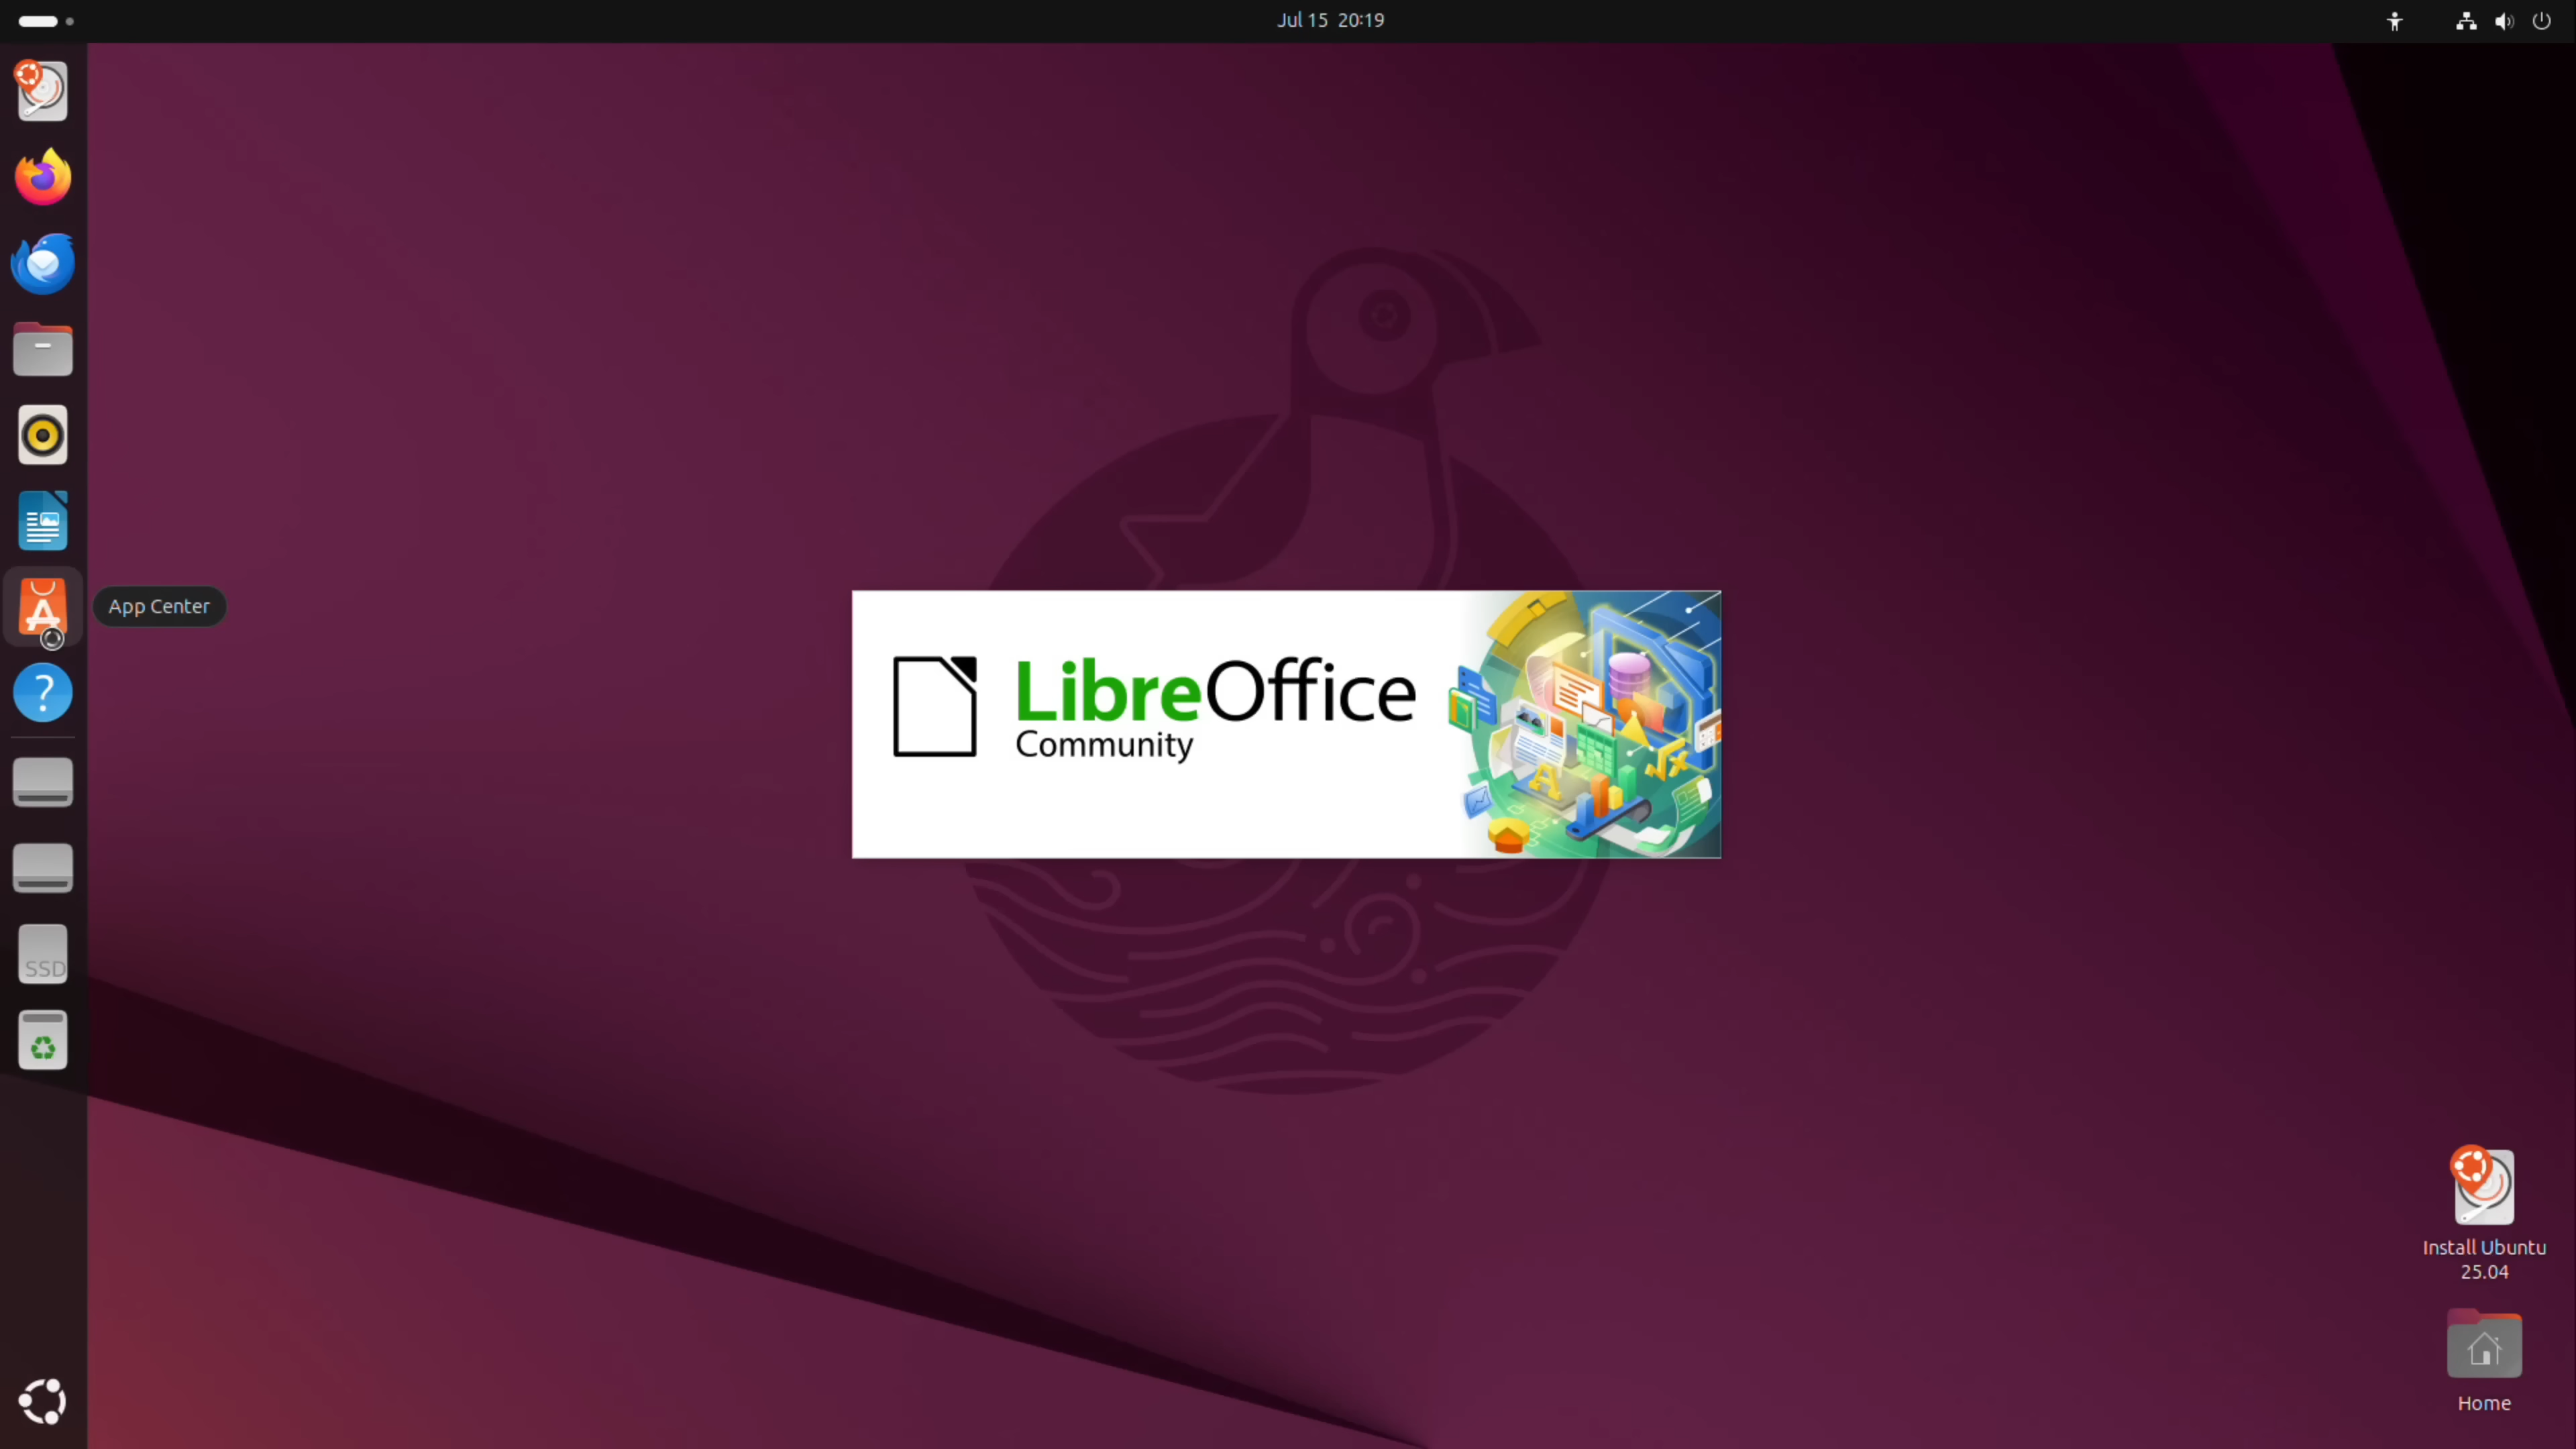 Jul 15 20:19
App Center
?
LibreOffice
Community
SSD
Install Ubuntu
25.04
Home